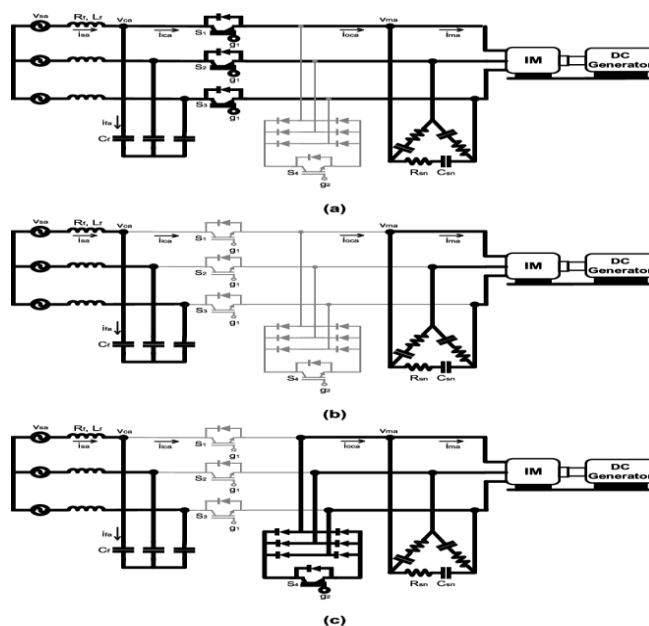 Vsa Rf, Lf Vca S1 Vma
Isa Iica g1 Ioca Ima
S2 IM DC
g1 Generator
S3
ifa g1
Cf
S4 Rsn Csn
g2
(a)
Vsa Rf, Lf Vca S1 Vma
Isa Iica g1 Ioca Ima
S2 IM DC
g1 Generator
S3
ifa g1
Cf
S4 Rsn Csn
g2
(b)
Vsa Rf, Lf Vca S1 Vma
Isa Iica g1 Ioca Ima
S2 IM DC
g1 Generator
S3
ifa g1
Cf
S4 Rsn Csn
g2
(c)